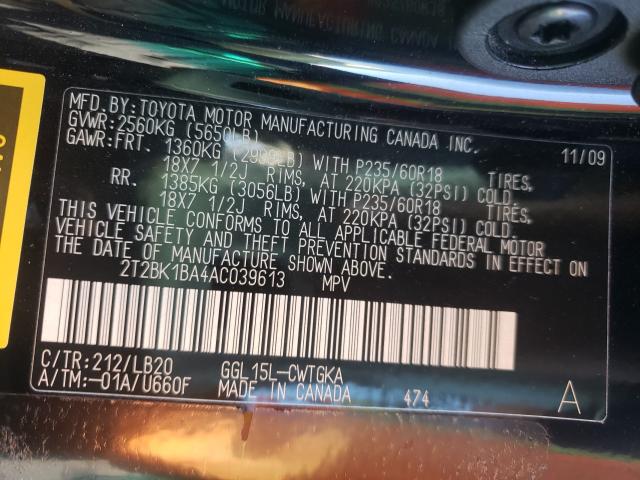 MFD.BY:TOYOTA MOTOR MANUFACTURING CANADA INC.
GVWR:2560KG (5650LB) 11/09
GAWR:FRT. 1360KG (2999LB) WITH P235/60R18 TIRES,
18X7 1/2J RIMS, AT 220KPA (32PSI) COLD.
RR. 1385KG (3056LB) WITH P235/60R18 TIRES,
18X7 1/2J RIMS, AT 220KPA (32PSI) COLD.
THIS VEHICLE CONFORMS TO ALL APPLICABLE FEDERAL MOTOR
VEHICLE SAFETY AND THEFT PREVENTION STANDARDS IN EFFECT ON
THE DATE OF MANUFACTURE SHOWN ABOVE.
2T2BK1BA4AC039613 MPV
C/TR:212/LB20 GGL15L-CWTGKA
A/TM:-01A/U660F MADE IN CANADA 474 A